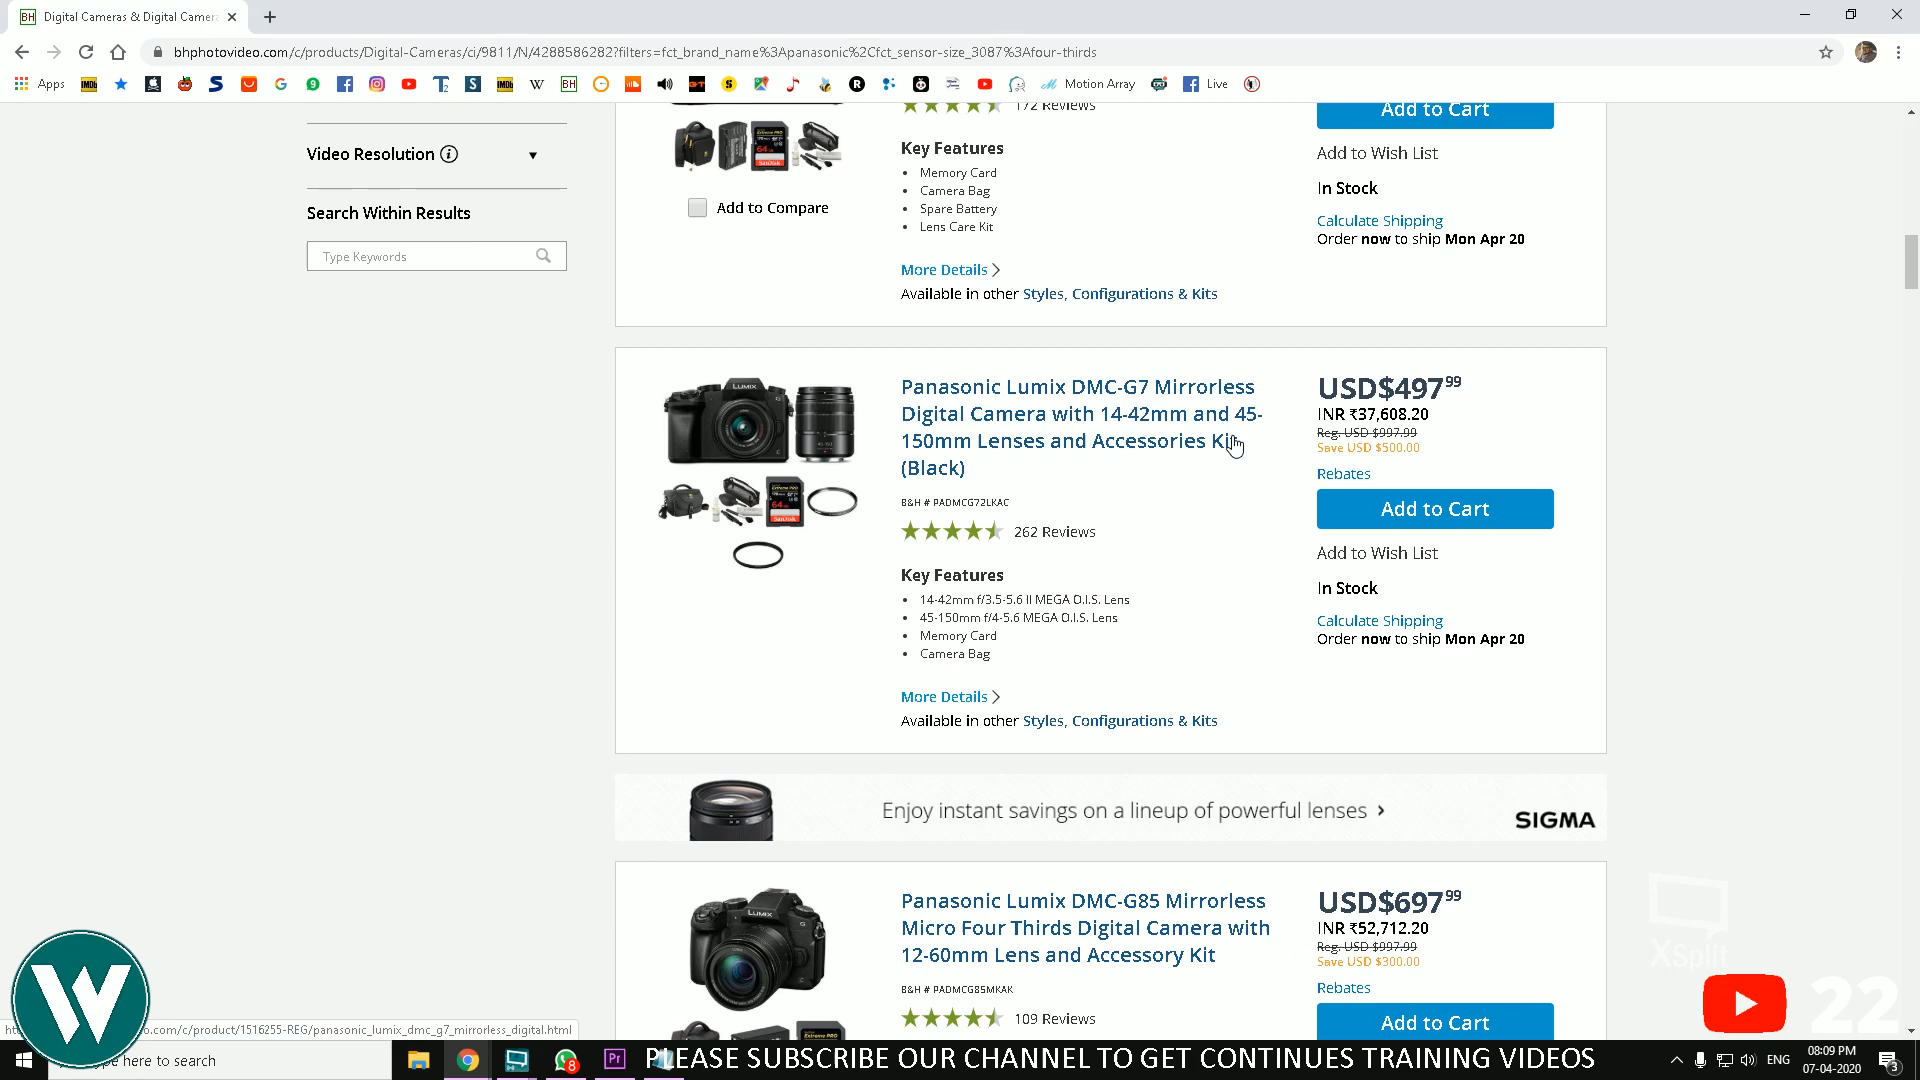 BH Digital Cameras & Digital Camera
bhphotovideo.com/c/products/Digital-Cameras/ci/9811/N/4288586282?filters=fct_brand_name%3Apanasonic%2Cfct_sensor-size_3087%3Afour-thirds
Apps
Motion Array
Live
172 Reviews
Add to Cart
Video Resolution
Key Features
Add to Wish List
Memory Card
Camera Bag
Spare Battery
Lens Care Kit
In Stock
Search Within Results
Add to Compare
Calculate Shipping
Order now to ship Mon Apr 20
Type Keywords
More Details
Available in other Styles, Configurations & Kits
LUMIX
Panasonic Lumix DMC-G7 Mirrorless
Digital Camera with 14-42mm and 45-
150mm Lenses and Accessories Kit
(Black)
USD$497.99
INR ₹37,608.20
Reg. USD $997.99
Save USD $500.00
Rebates
B&H # PADMCG72LKAC
Add to Cart
262 Reviews
Add to Wish List
Key Features
In Stock
14-42mm f/3.5-5.6 II MEGA O.I.S. Lens
45-150mm f/4-5.6 MEGA O.I.S. Lens
Memory Card
Camera Bag
Calculate Shipping
Order now to ship Mon Apr 20
More Details
Available in other Styles, Configurations & Kits
Enjoy instant savings on a lineup of powerful lenses
SIGMA
LUMIX
Panasonic Lumix DMC-G85 Mirrorless
Micro Four Thirds Digital Camera with
12-60mm Lens and Accessory Kit
USD$697.99
INR ₹52,712.20
Reg. USD $997.99
Save USD $300.00
Rebates
B&H # PADMCG85MKAK
109 Reviews
Add to Cart
XSplit
22
W
o.com/c/product/1516255-REG/panasonic_lumix_dmc_g7_mirrorless_digital.html
here to search
Pr
PLEASE SUBSCRIBE OUR CHANNEL TO GET CONTINUES TRAINING VIDEOS
ENG
08:09 PM
07-04-2020
3